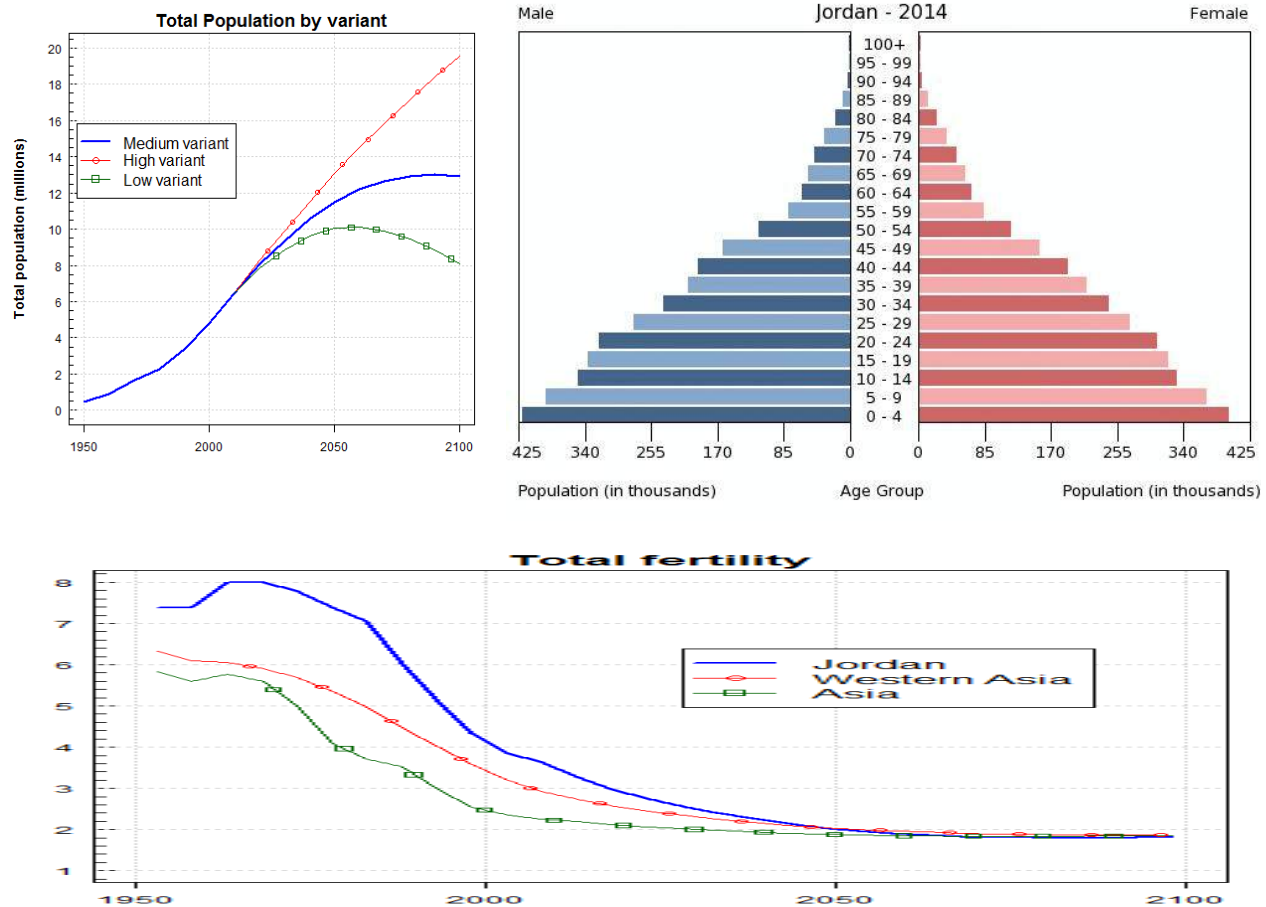 Total Population by variant
20
18
16
14
12
10
8
6
4
2
0
Total population (millions)
Medium variant
High variant
Low variant
1950 2000 2050 2100
Male Jordan - 2014 Female
100+
95 - 99
90 - 94
85 - 89
80 - 84
75 - 79
70 - 74
65 - 69
60 - 64
55 - 59
50 - 54
45 - 49
40 - 44
35 - 39
30 - 34
25 - 29
20 - 24
15 - 19
10 - 14
5 - 9
0 - 4
425 340 255 170 85 0 0 85 170 255 340 425
Population (in thousands) Age Group Population (in thousands)
Total fertility
8
7
6
5
4
3
2
1
Jordan
Western Asia
Asia
1950 2000 2050 2100